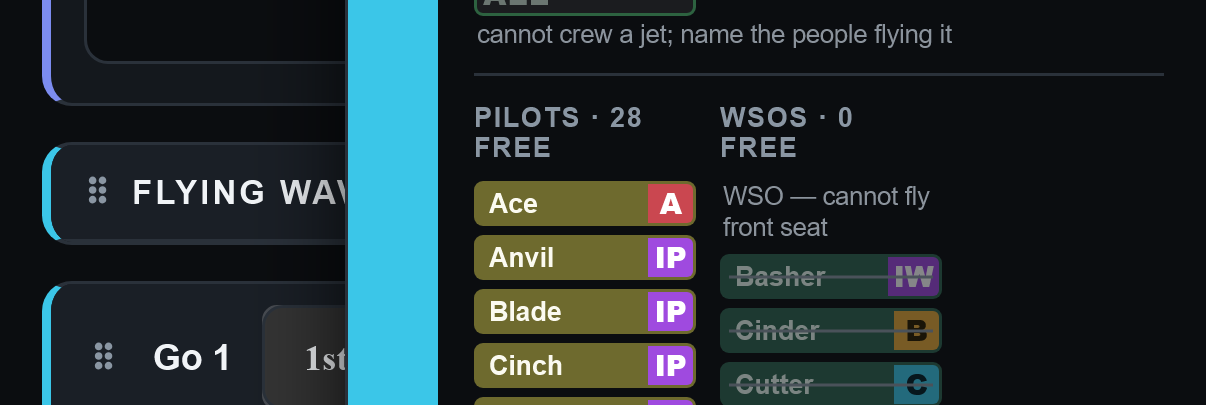 cannot crew a jet; name the people flying it
PILOTS · 28
FREE
WSOS · 0
FREE
WSO — cannot fly
front seat
Ace A
Anvil IP
Blade IP
Cinch IP
Basher IW
Cinder B
Cutter C
FLYING
Go 1
1st